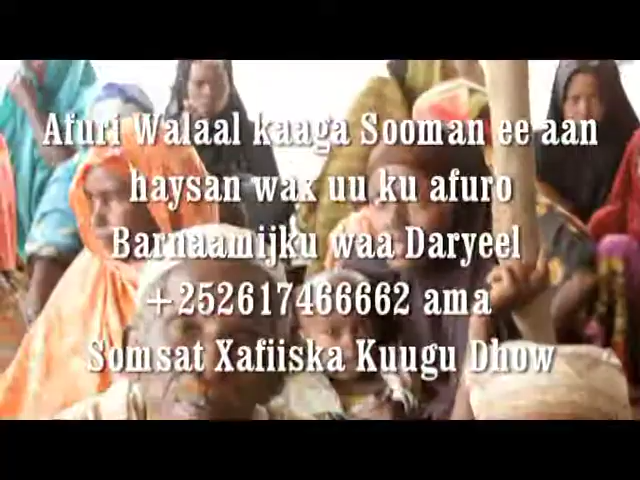 Afuri Walaal kaaga Sooman ee aan
haysan wax uu ku afuro
Barnaamijku waa Daryeel
+252617466662 ama
Somsat Xafiiska Kuugu Dhow